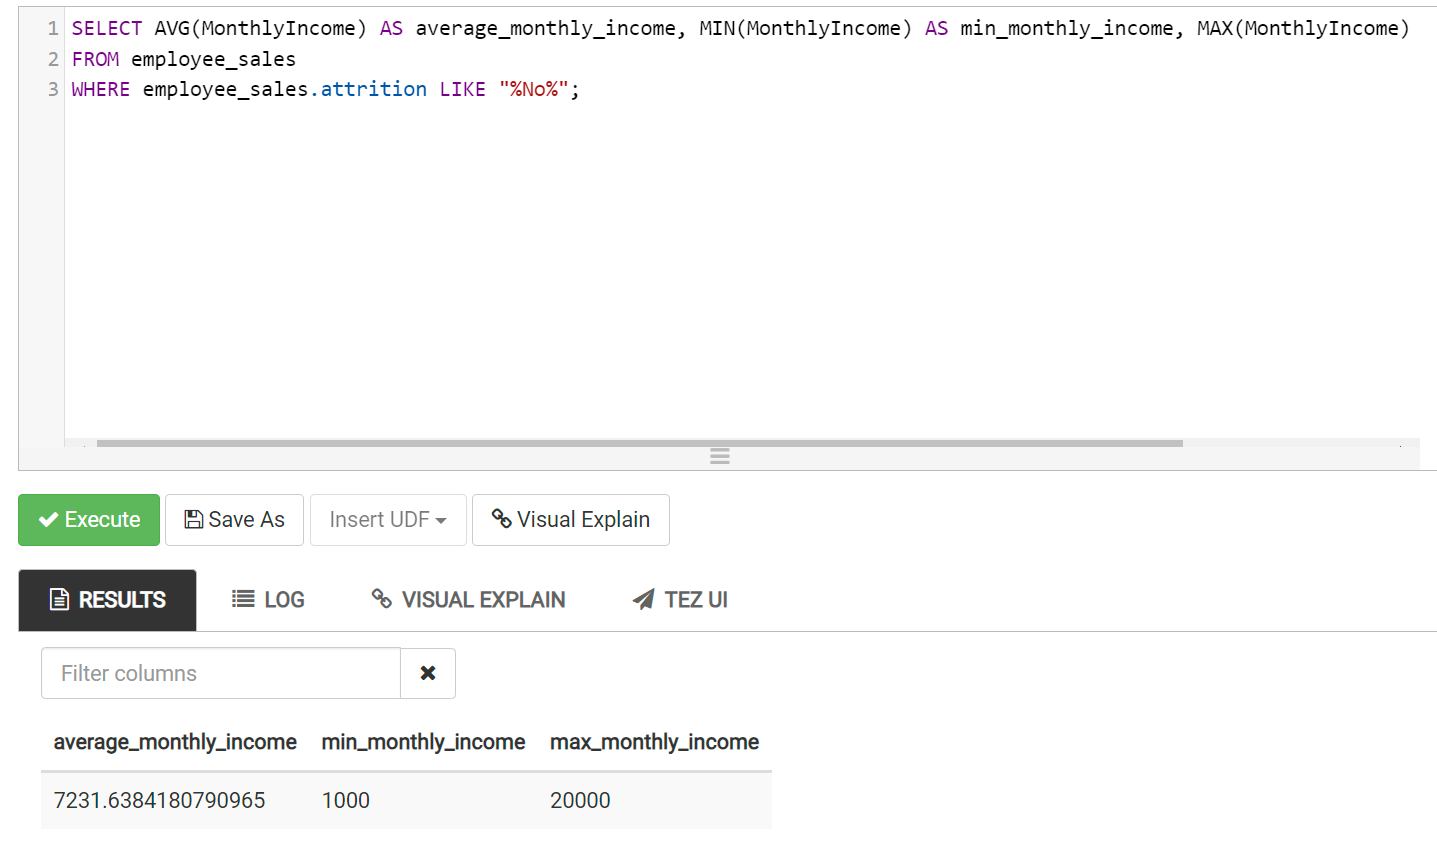 1 SELECT AVG(MonthlyIncome) AS average_monthly_income, MIN(MonthlyIncome) AS min_monthly_income, MAX(MonthlyIncome)
2 FROM employee_sales
3 WHERE employee_sales.attrition LIKE "%No%";
Execute Save As Insert UDF Visual Explain
RESULTS LOG VISUAL EXPLAIN TEZ UI
Filter columns
average_monthly_income min_monthly_income max_monthly_income
7231.6384180790965 1000 20000